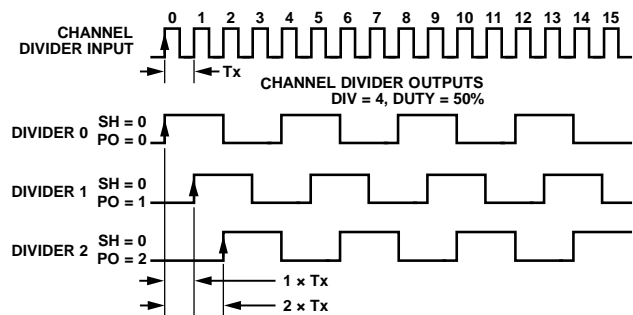 0 1 2 3 4 5 6 7 8 9 10 11 12 13 14 15
CHANNEL
DIVIDER INPUT
Tx
CHANNEL DIVIDER OUTPUTS
DIV = 4, DUTY = 50%
DIVIDER 0
SH = 0
PO = 0
DIVIDER 1
SH = 0
PO = 1
DIVIDER 2
SH = 0
PO = 2
1 × Tx
2 × Tx